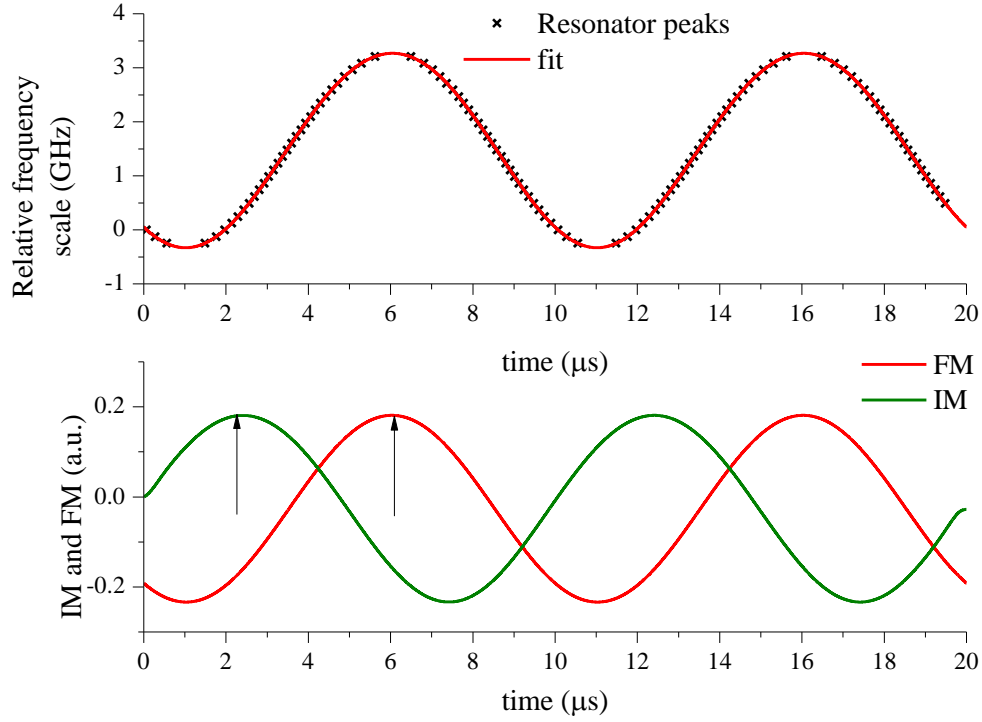 Relative frequency
scale (GHz)
4
3
2
1
0
-1
Resonator peaks
fit
0 2 4 6 8 10 12 14 16 18 20
time (μs)
IM and FM (a.u.)
0.2
0.0
-0.2
FM
IM
0 2 4 6 8 10 12 14 16 18 20
time (μs)